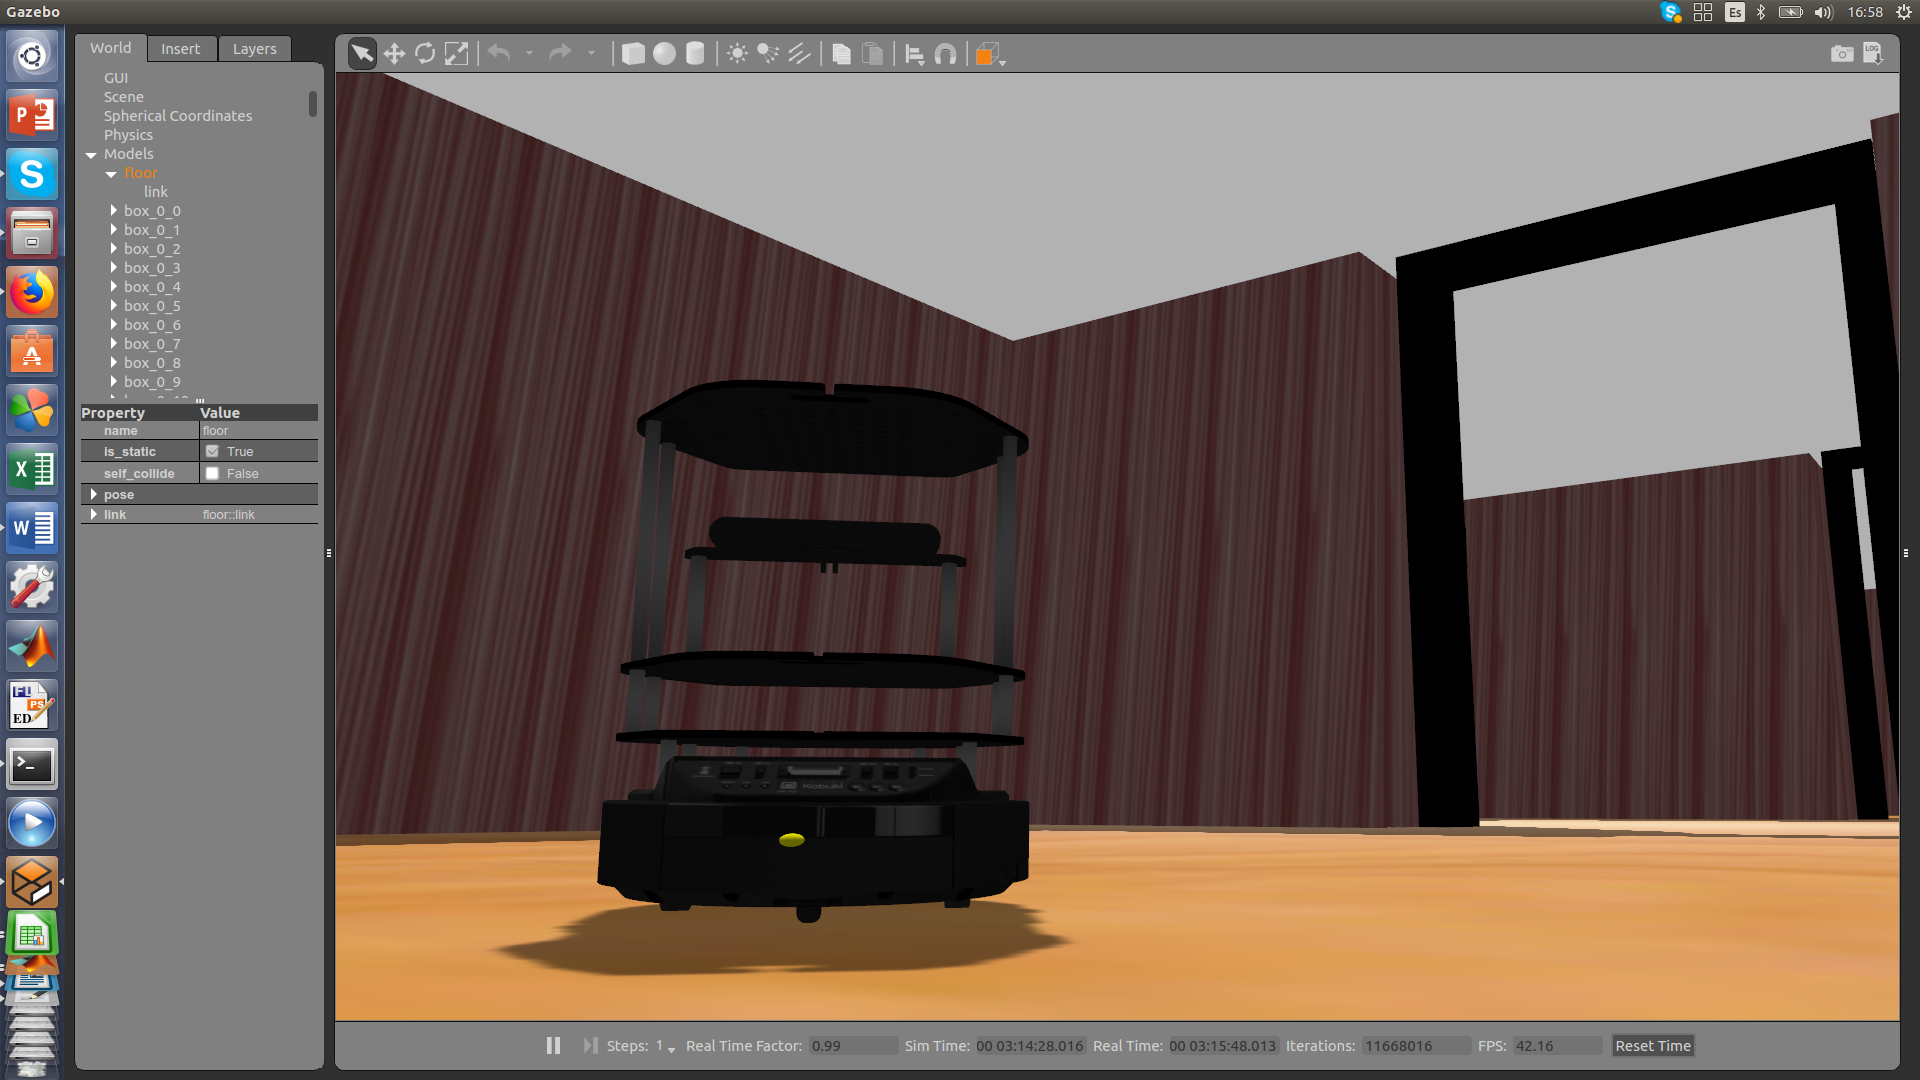 Gazebo
Es
16:58
World
Insert
Layers
LOG
GUI
Scene
Spherical Coordinates
Physics
Models
floor
link
box_0_0
box_0_1
box_0_2
box_0_3
box_0_4
box_0_5
box_0_6
box_0_7
box_0_8
box_0_9
Property Value
name floor
is_static True
self_collide False
pose
link floor::link
Kobuki
Steps: 1
Real Time Factor: 0.99
Sim Time: 00 03:14:28.016
Real Time: 00 03:15:48.013
Iterations: 11668016
FPS: 42.16
Reset Time